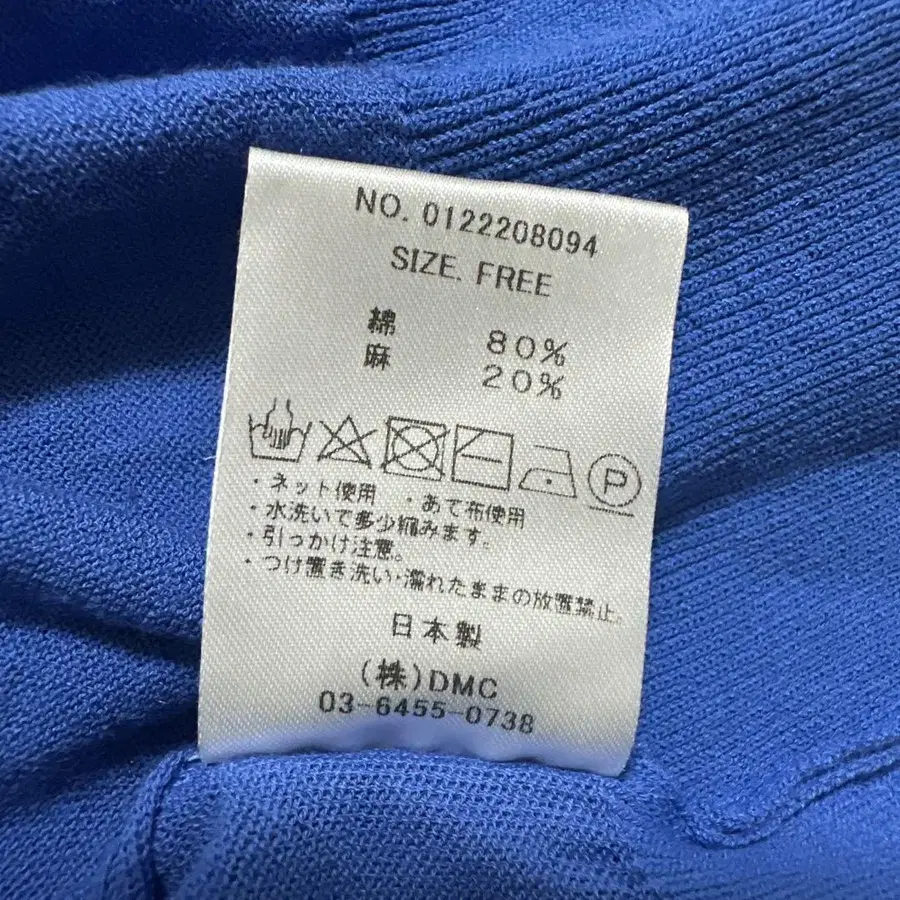 NO. 0122208094
SIZE. FREE
綿 80%
麻 20%
P
・ネット使用 ・あて布使用
・水洗いで多少縮みます。
・引っかけ注意。
・つけ置き洗い・濡れたままの放置禁止。
日本製
(株)DMC
03-6455-0738